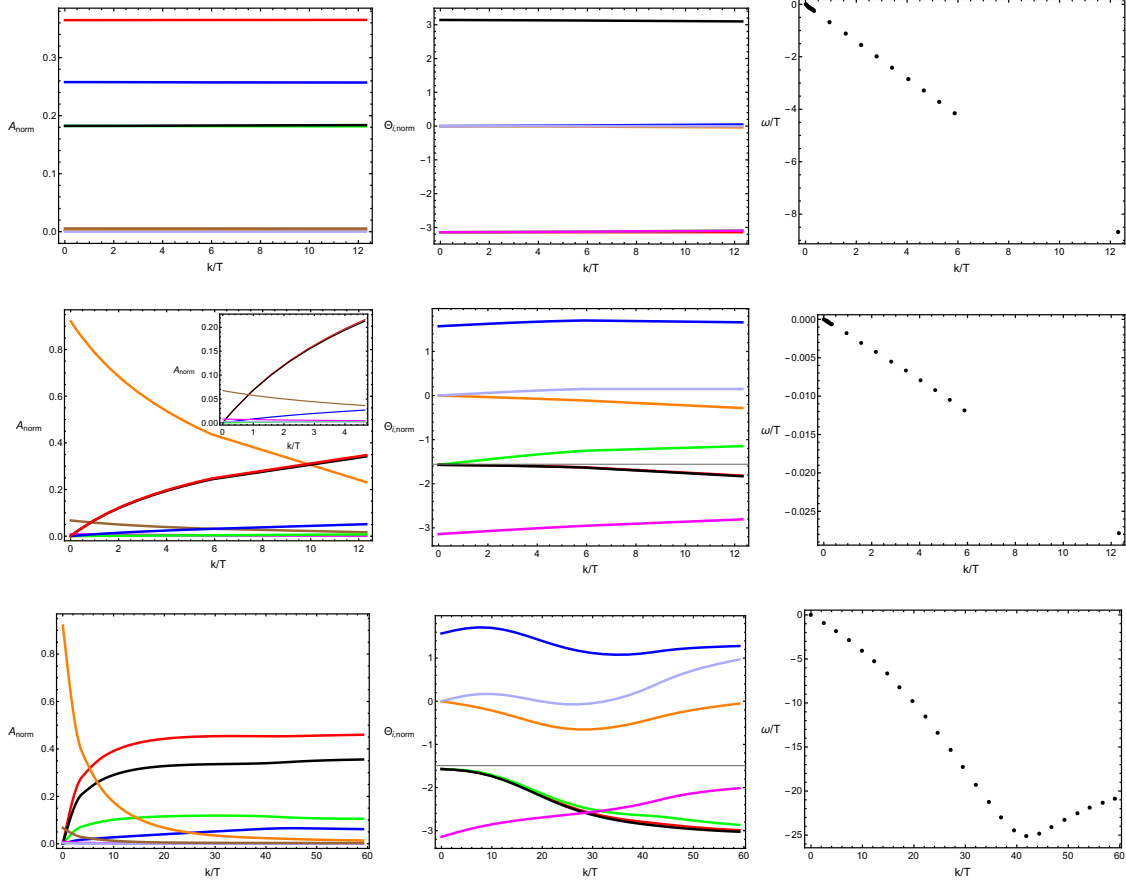 0.3
0.2
0.1
0.0
A_norm
0 2 4 6 8 10 12
k/T
3
2
1
0
-1
-2
-3
Θ_i,norm
0 2 4 6 8 10 12
k/T
0
-2
-4
-6
-8
ω/T
0 2 4 6 8 10 12
k/T
0.8
0.6
0.4
0.2
0.0
A_norm
0 2 4 6 8 10 12
k/T
0.20
0.15
0.10
0.05
0.00
A_norm
0 1 2 3 4
k/T
1
0
-1
-2
-3
Θ_i,norm
0 2 4 6 8 10 12
k/T
0.000
-0.005
-0.010
-0.015
-0.020
-0.025
ω/T
0 2 4 6 8 10 12
k/T
0.8
0.6
0.4
0.2
0.0
A_norm
0 10 20 30 40 50 60
k/T
1
0
-1
-2
-3
Θ_i,norm
0 10 20 30 40 50 60
k/T
0
-5
-10
-15
-20
-25
ω/T
0 10 20 30 40 50 60
k/T